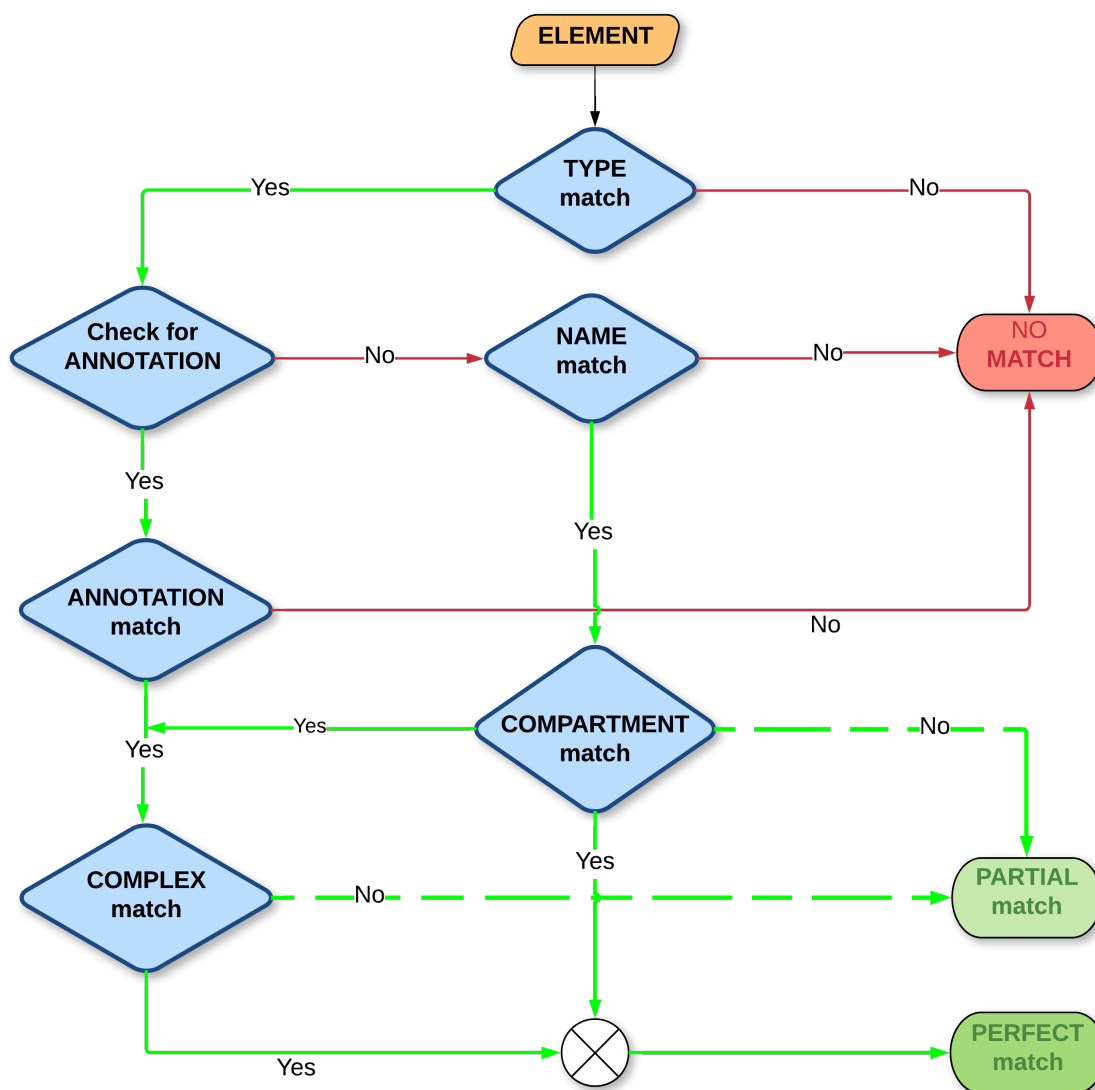 ELEMENT
TYPE
match
Yes
No
Check for
ANNOTATION
No
NAME
match
No
NO
MATCH
Yes
Yes
ANNOTATION
match
No
Yes
COMPARTMENT
match
No
Yes
Yes
COMPLEX
match
No
PARTIAL
match
Yes
PERFECT
match